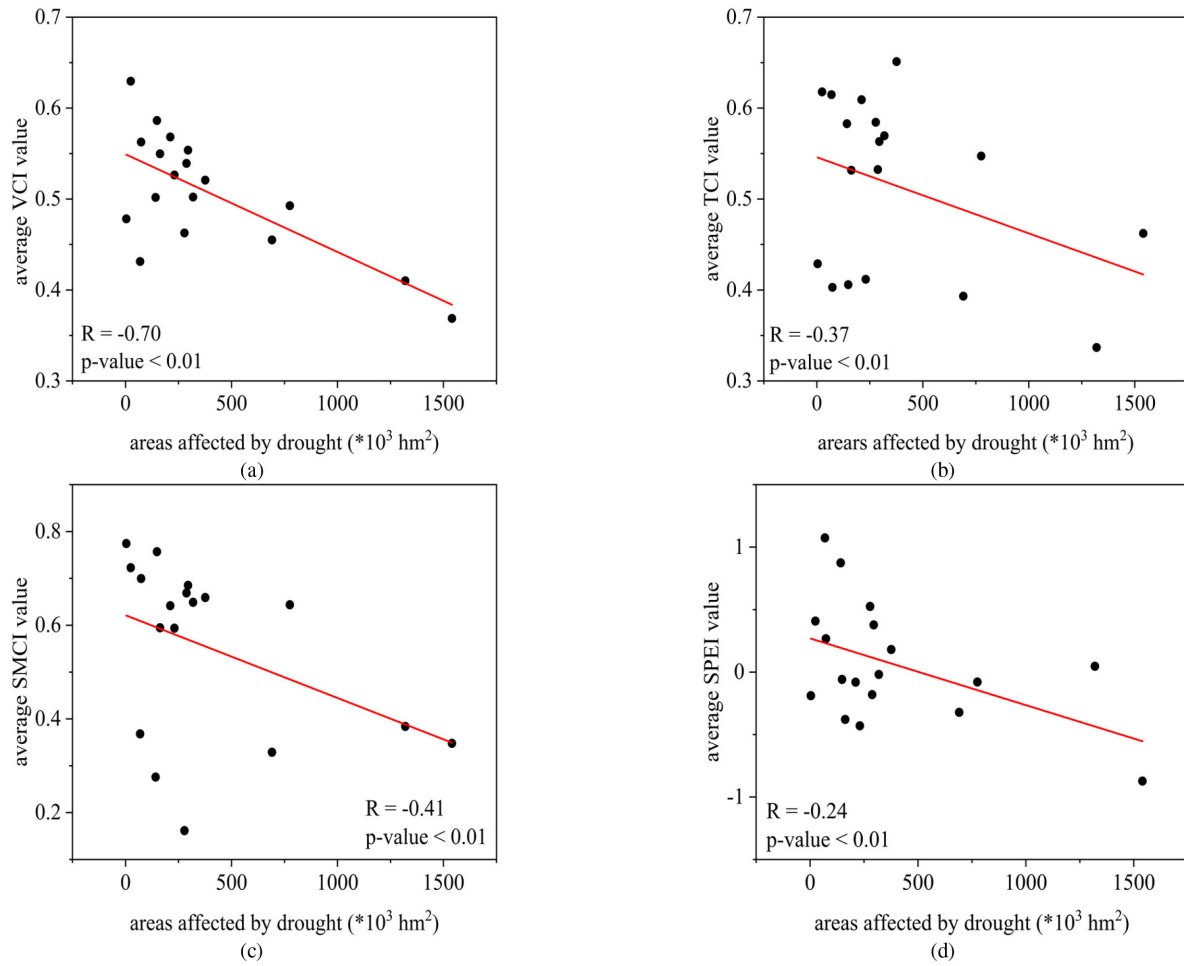 0.7
0.6
0.5
0.4
0.3
average VCI value
R = -0.70
p-value < 0.01
0 500 1000 1500
areas affected by drought (*10³ hm²)
(a)
0.7
0.6
0.5
0.4
0.3
average TCI value
R = -0.37
p-value < 0.01
0 500 1000 1500
arears affected by drought (*10³ hm²)
(b)
0.8
0.6
0.4
0.2
average SMCI value
R = -0.41
p-value < 0.01
0 500 1000 1500
areas affected by drought (*10³ hm²)
(c)
1
0
-1
average SPEI value
R = -0.24
p-value < 0.01
0 500 1000 1500
areas affected by drought (*10³ hm²)
(d)